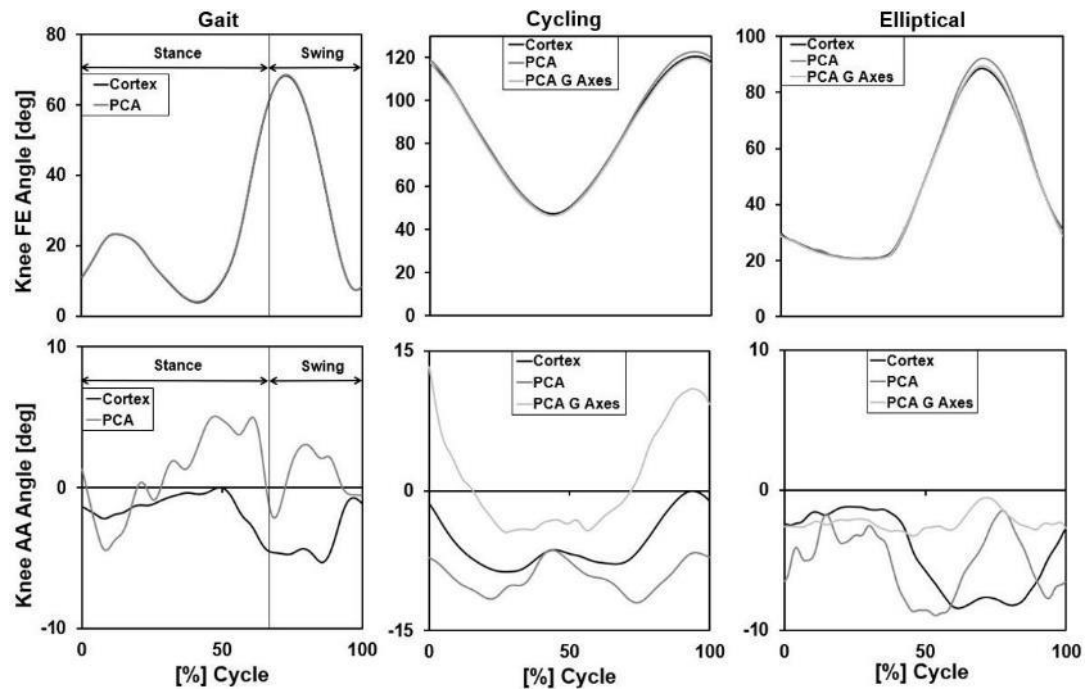 Gait
Cycling
Elliptical
Knee FE Angle [deg]
80
60
40
20
0
Stance
Swing
Cortex
PCA
120
100
80
60
40
20
0
Cortex
PCA
PCA G Axes
100
80
60
40
20
0
Cortex
PCA
PCA G Axes
Knee AA Angle [deg]
10
0
-10
Stance
Swing
Cortex
PCA
0
50
100
[%] Cycle
15
0
-15
Cortex
PCA
PCA G Axes
0
50
100
[%] Cycle
10
0
-10
Cortex
PCA
PCA G Axes
0
50
100
[%] Cycle